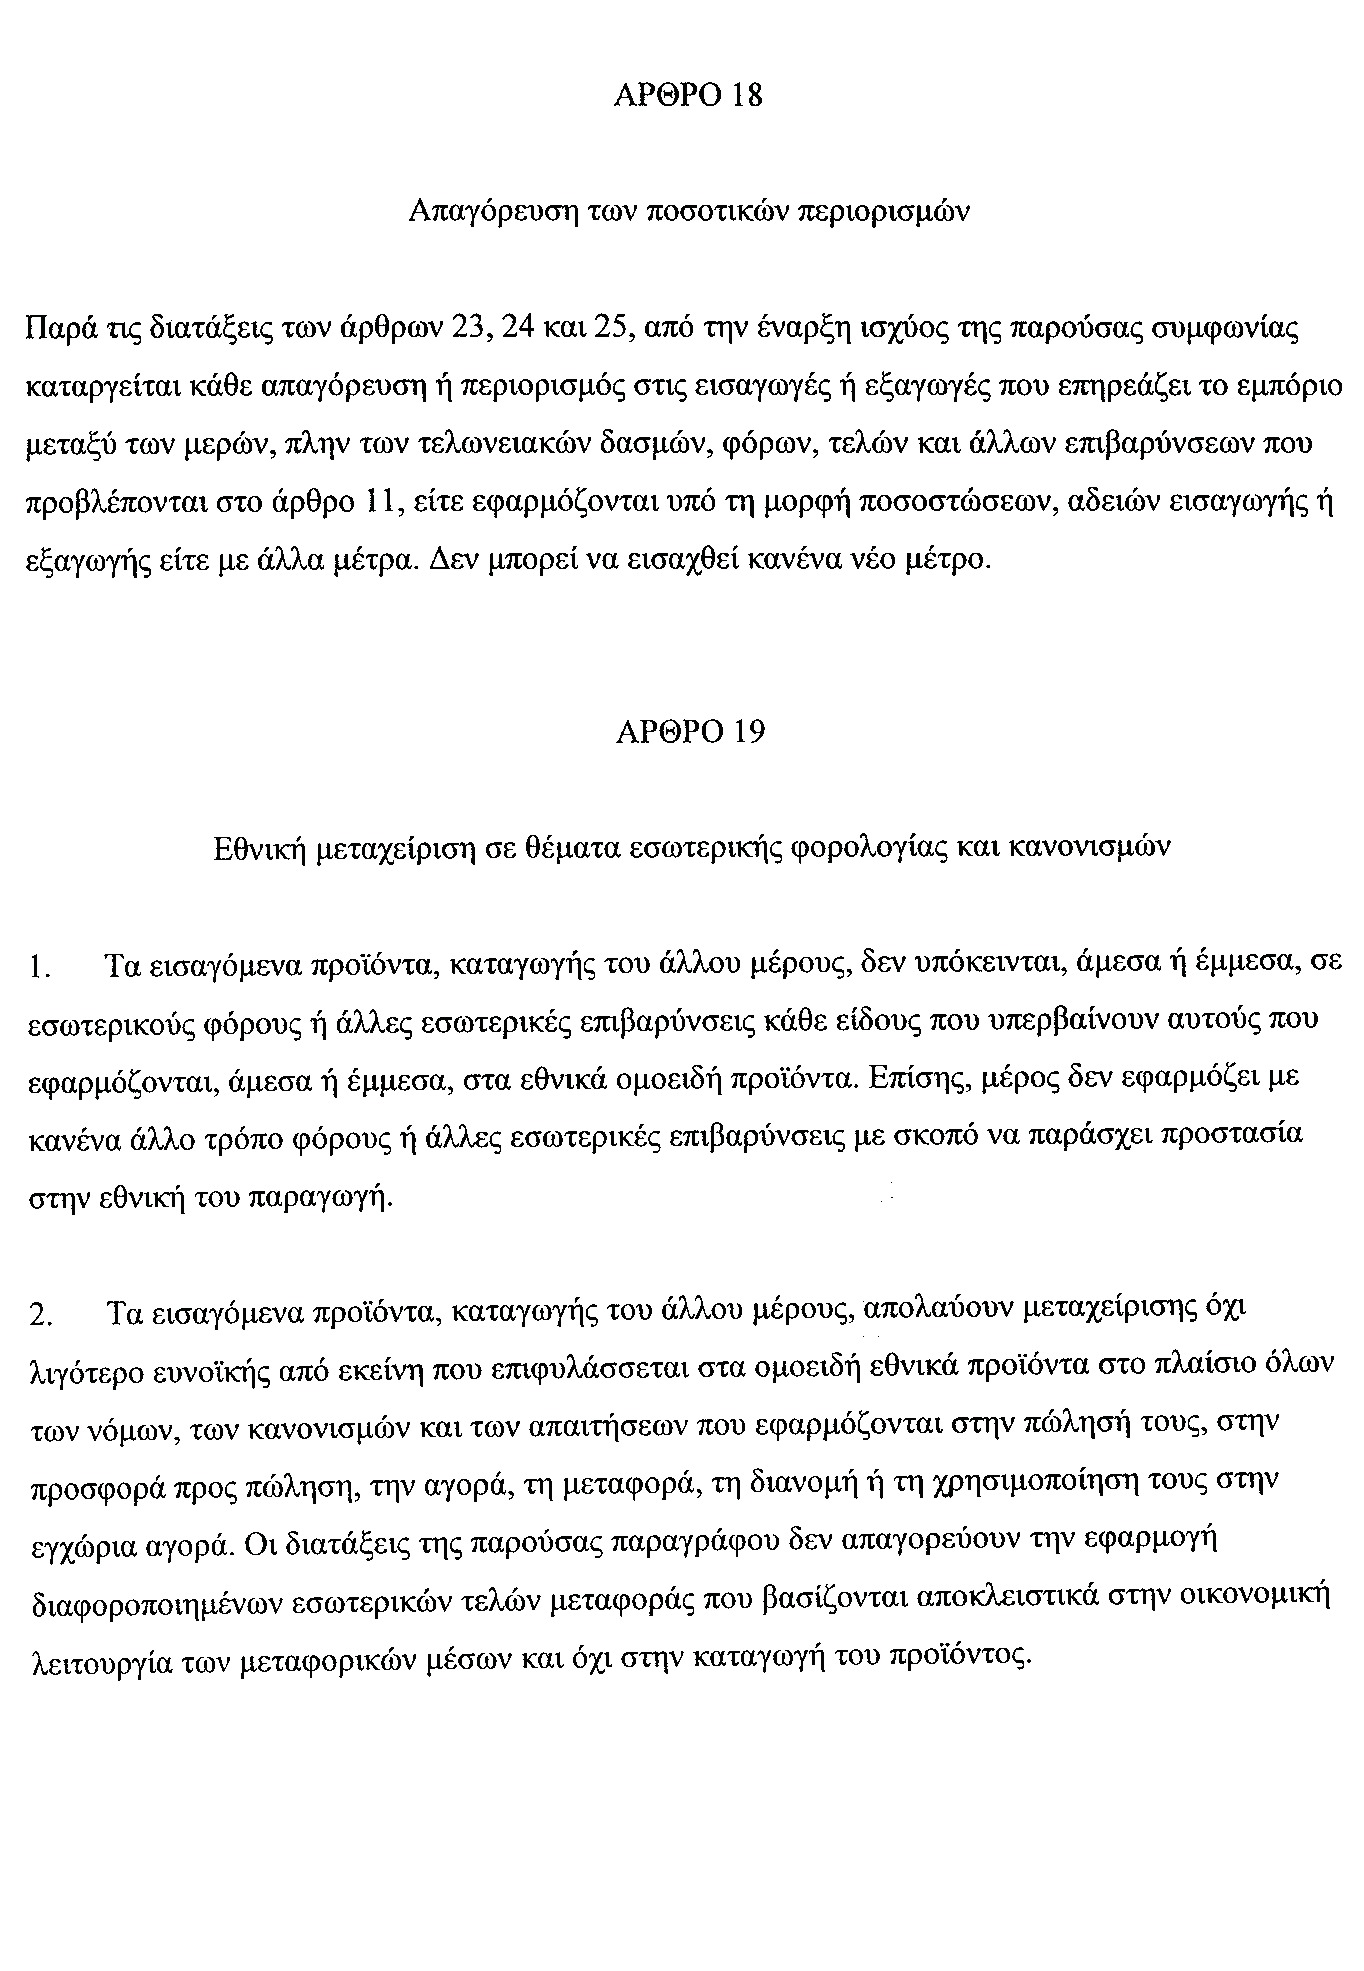 ΑΡΘΡΟ 18
Απαγόρευση των ποσοτικών περιορισμών
Παρά τις διατάξεις των άρθρων 23, 24 και 25, από την έναρξη ισχύος της παρούσας συμφωνίας
καταργείται κάθε απαγόρευση ή περιορισμός στις εισαγωγές ή εξαγωγές που επηρεάζει το εμπόριο
μεταξύ των μερών, πλην των τελωνειακών δασμών, φόρων, τελών και άλλων επιβαρύνσεων που
προβλέπονται στο άρθρο 11, είτε εφαρμόζονται υπό τη μορφή ποσοστώσεων, αδειών εισαγωγής ή
εξαγωγής είτε με άλλα μέτρα. Δεν μπορεί να εισαχθεί κανένα νέο μέτρο.
ΑΡΘΡΟ 19
Εθνική μεταχείριση σε θέματα εσωτερικής φορολογίας και κανονισμών
1. Τα εισαγόμενα προϊόντα, καταγωγής του άλλου μέρους, δεν υπόκεινται, άμεσα ή έμμεσα, σε
εσωτερικούς φόρους ή άλλες εσωτερικές επιβαρύνσεις κάθε είδους που υπερβαίνουν αυτούς που
εφαρμόζονται, άμεσα ή έμμεσα, στα εθνικά ομοειδή προϊόντα. Επίσης, μέρος δεν εφαρμόζει με
κανένα άλλο τρόπο φόρους ή άλλες εσωτερικές επιβαρύνσεις με σκοπό να παράσχει προστασία
στην εθνική του παραγωγή.
2. Τα εισαγόμενα προϊόντα, καταγωγής του άλλου μέρους, απολαύουν μεταχείρισης όχι
λιγότερο ευνοϊκής από εκείνη που επιφυλάσσεται στα ομοειδή εθνικά προϊόντα στο πλαίσιο όλων
των νόμων, των κανονισμών και των απαιτήσεων που εφαρμόζονται στην πώλησή τους, στην
προσφορά προς πώληση, την αγορά, τη μεταφορά, τη διανομή ή τη χρησιμοποίηση τους στην
εγχώρια αγορά. Οι διατάξεις της παρούσας παραγράφου δεν απαγορεύουν την εφαρμογή
διαφοροποιημένων εσωτερικών τελών μεταφοράς που βασίζονται αποκλειστικά στην οικονομική
λειτουργία των μεταφορικών μέσων και όχι στην καταγωγή του προϊόντος.